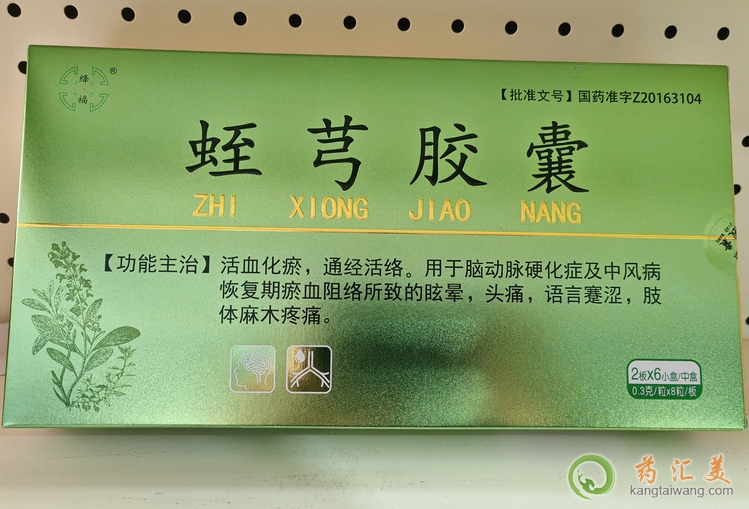 绛
福
®
【批准文号】国药准字Z20163104
蛭芎胶囊
ZHI XIONG JIAO NANG
【功能主治】活血化瘀，通经活络。用于脑动脉硬化症及中风病
恢复期瘀血阻络所致的眩晕，头痛，语言蹇涩，肢
体麻木疼痛。
2板X6小盒/中盒
0.3克/粒x8粒/板
药汇美
kangtaiwang.com